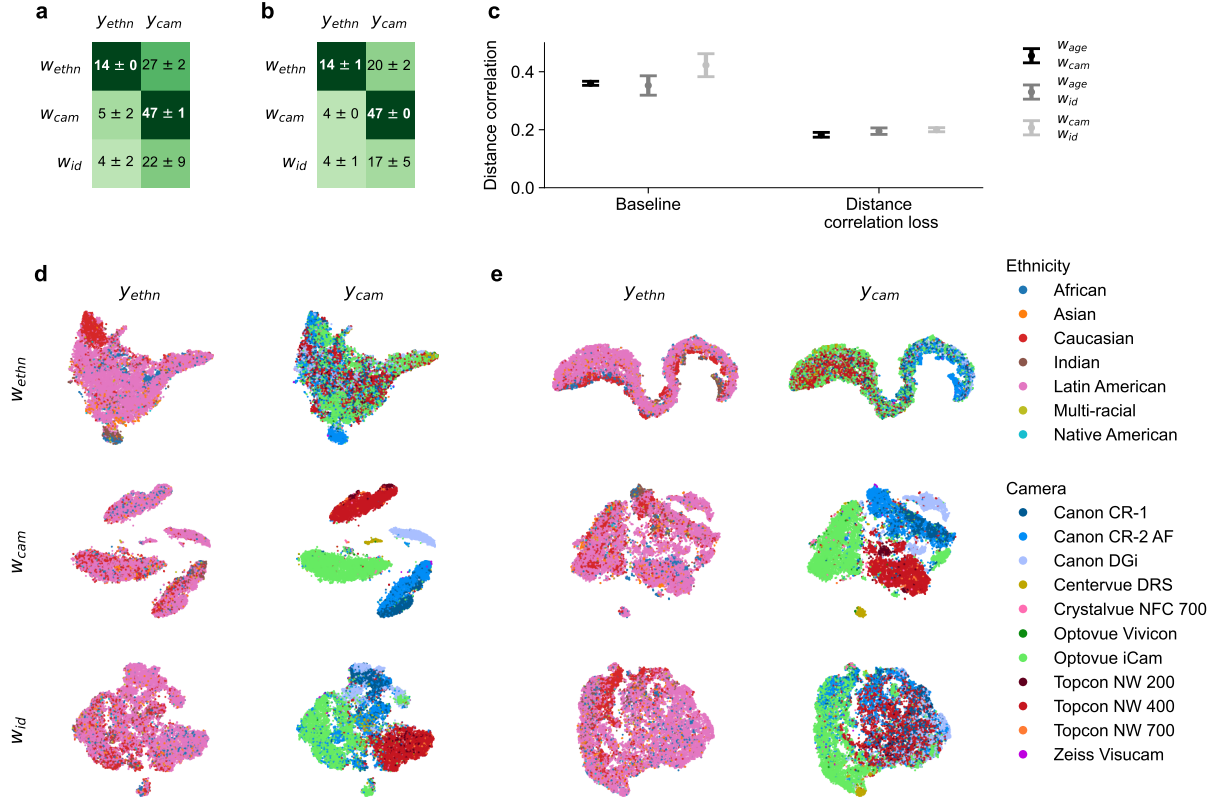 a
y_ethn y_cam
w_ethn 14 ± 0 27 ± 2
w_cam 5 ± 2 47 ± 1
w_id 4 ± 2 22 ± 9
b
y_ethn y_cam
w_ethn 14 ± 1 20 ± 2
w_cam 4 ± 0 47 ± 0
w_id 4 ± 1 17 ± 5
c
Distance correlation
0.4
0.2
0.0
Baseline
Distance
correlation loss
w_age
w_cam
w_age
w_id
w_cam
w_id
d
y_ethn y_cam
w_ethn
w_cam
w_id
e
y_ethn y_cam
Ethnicity
African
Asian
Caucasian
Indian
Latin American
Multi-racial
Native American
Camera
Canon CR-1
Canon CR-2 AF
Canon DGi
Centervue DRS
Crystalvue NFC 700
Optovue Vivicon
Optovue iCam
Topcon NW 200
Topcon NW 400
Topcon NW 700
Zeiss Visucam